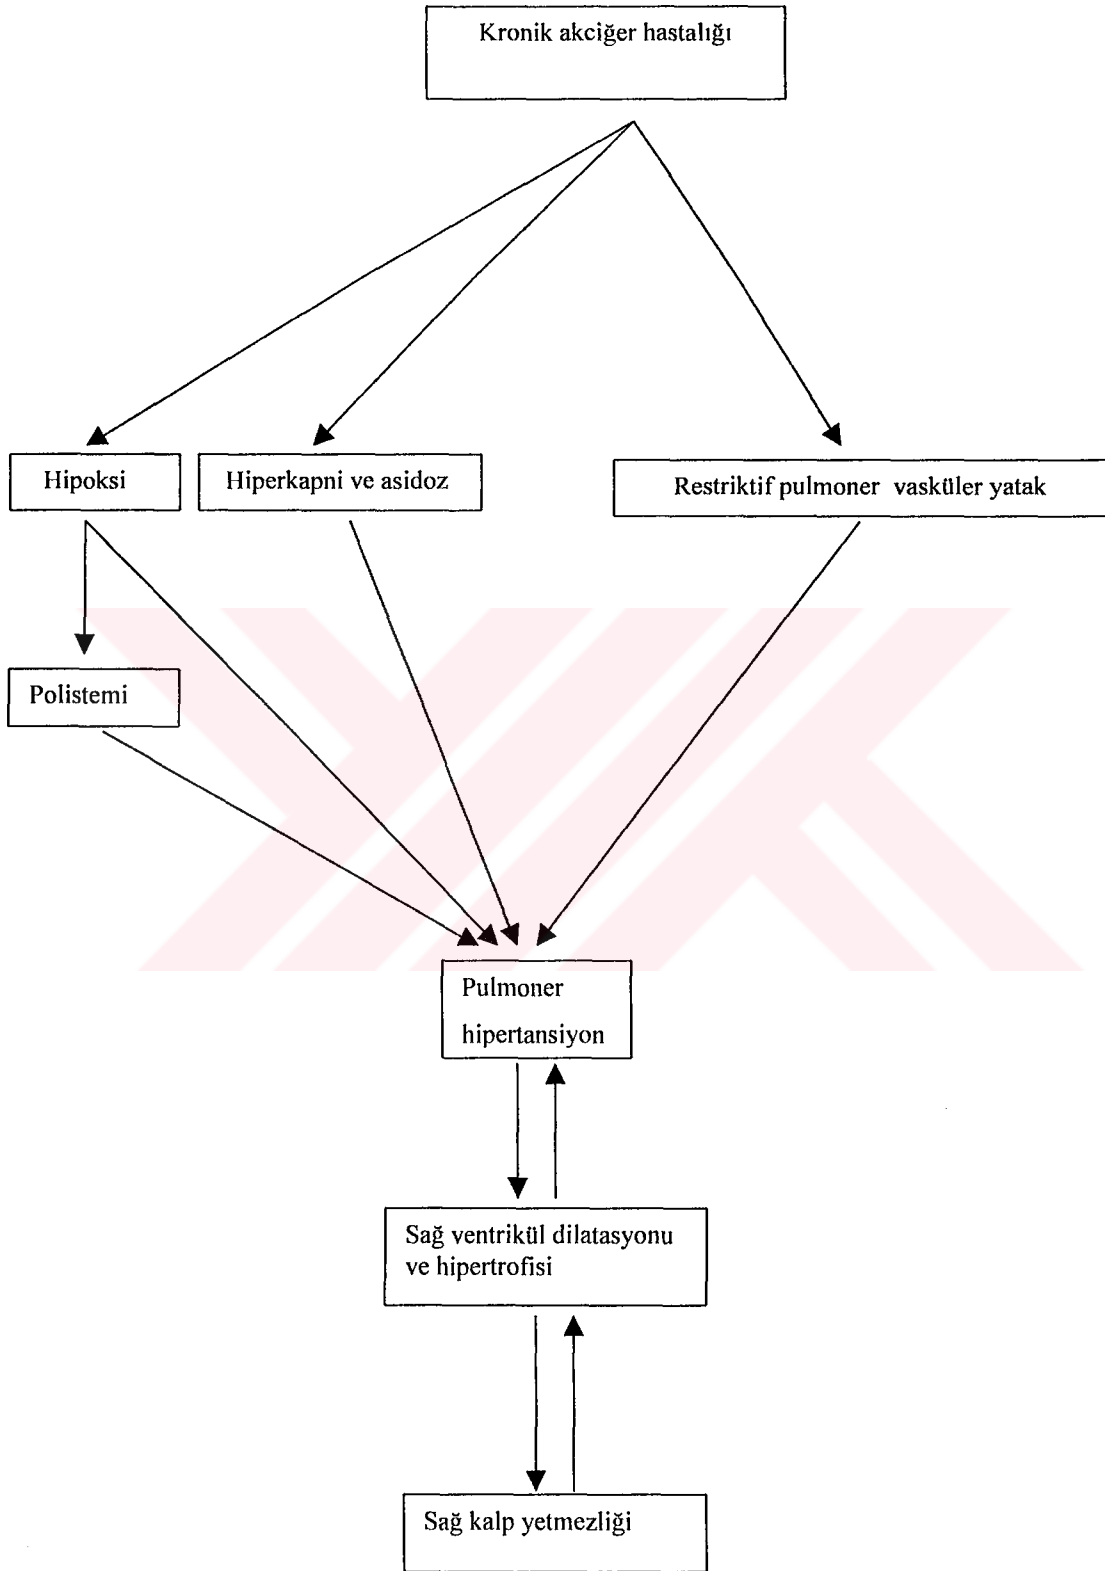 Kronik akciğer hastalığı
Hipoksi
Hiperkapni ve asidoz
Restriktif pulmoner vasküler yatak
Polistemi
Pulmoner
hipertansiyon
Sağ ventrikül dilatasyonu
ve hipertrofisi
Sağ kalp yetmezliği